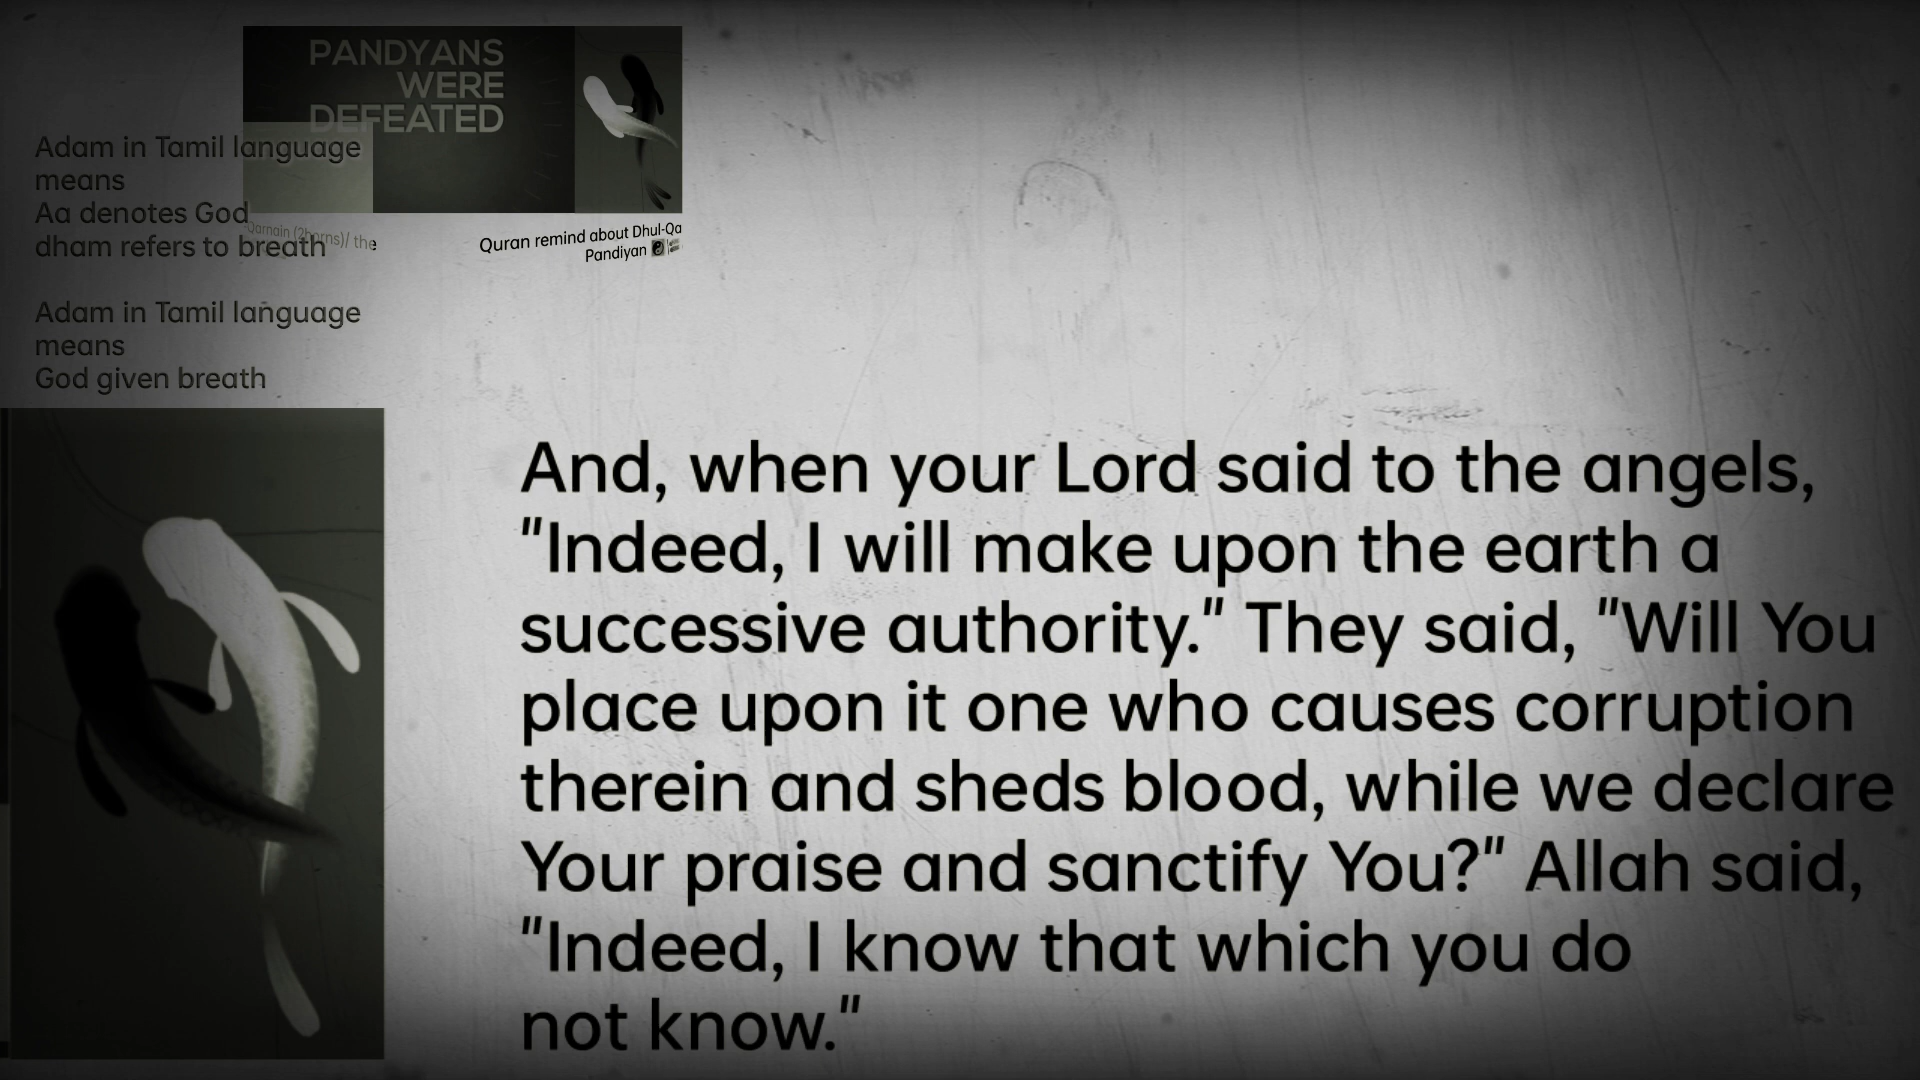 PANDYANS
WERE
DEFEATED
Adam in Tamil language
means
Aa denotes God
dham refers to breath
Qarnain (2horns)/ the
Quran remind about Dhul-Qa
Pandiyan
Adam in Tamil language
means
God given breath
And, when your Lord said to the angels,
"Indeed, I will make upon the earth a
successive authority." They said, "Will You
place upon it one who causes corruption
therein and sheds blood, while we declare
Your praise and sanctify You?" Allah said,
"Indeed, I know that which you do
not know."